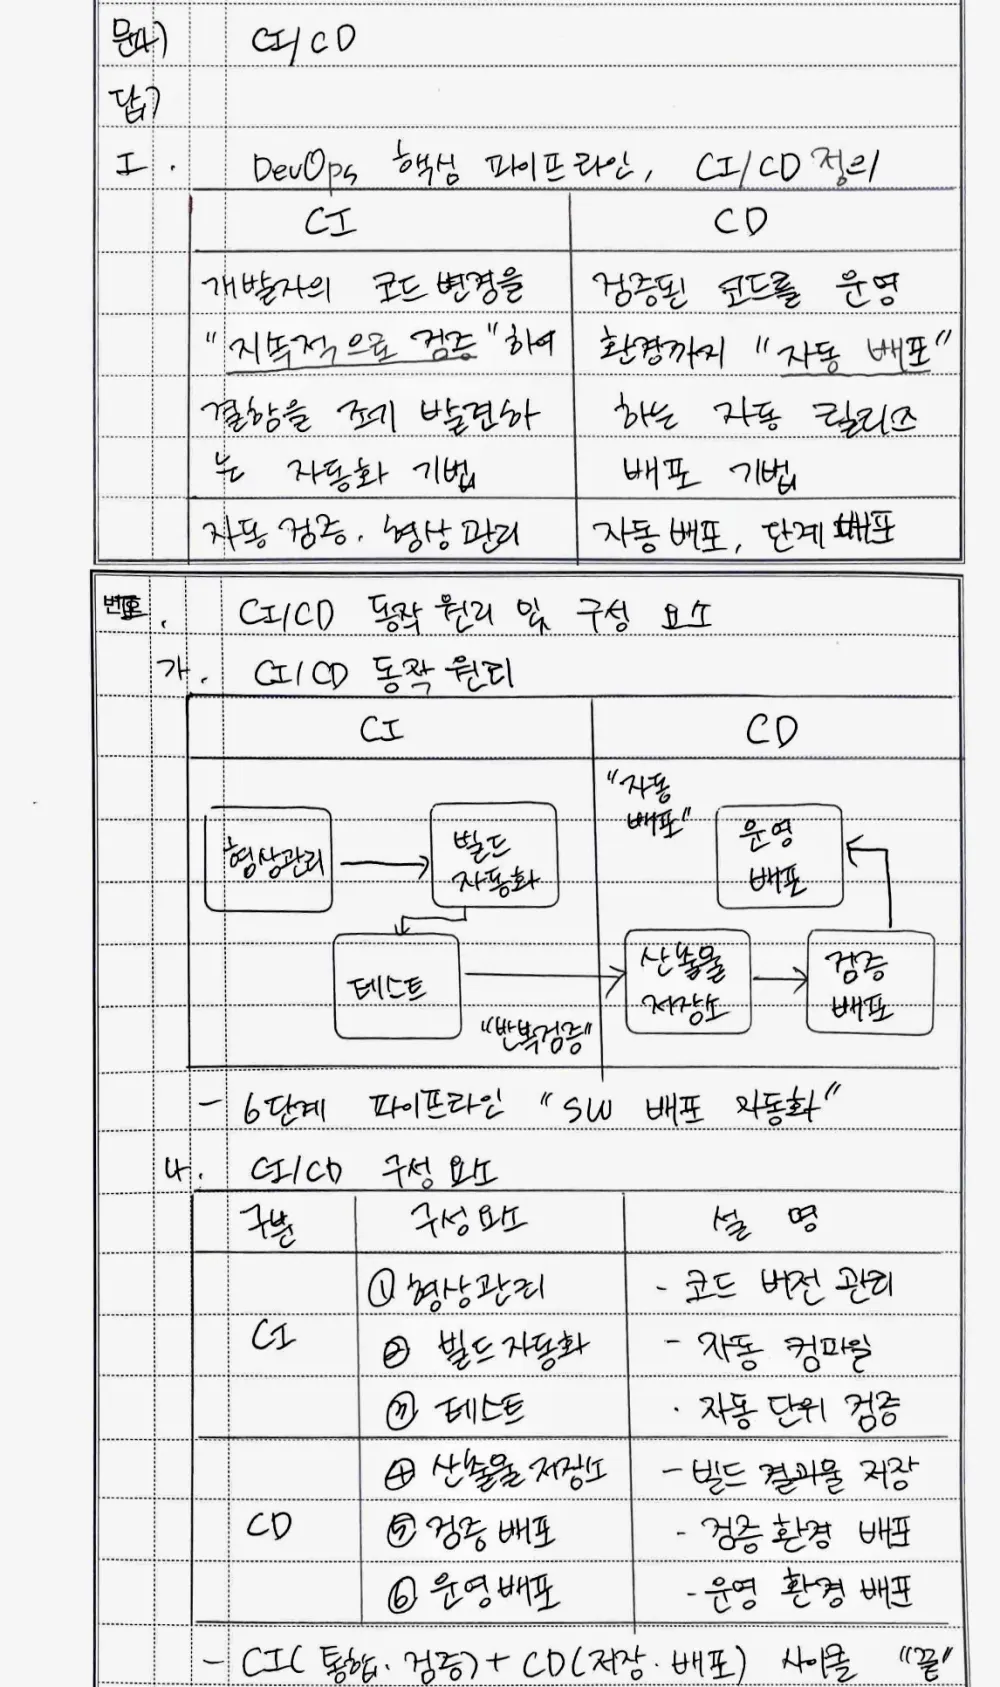 문4) CI/CD
답)
I. DevOps 핵심 파이프라인, CI/CD 정의
CI CD
개발자의 코드 변경을 검증된 코드를 운영
"지속적으로 검증"하여 환경까지 "자동 배포"
결함을 조기 발견하 하는 자동 릴리즈
는 자동화 기법 배포 기법
자동 검증, 형상관리 자동배포, 단계 배포
번호. CI/CD 동작 원리 및 구성 요소
가. CI/CD 동작 원리
CI CD
"자동
배포"
형상관리
빌드
자동화
운영
배포
테스트
산출물
저장소
검증
배포
"반복검증"
- 6단계 파이프라인 "SW 배포 자동화"
나. CI/CD 구성 요소
구분 구성요소 설 명
① 형상관리 - 코드 버전 관리
CI ② 빌드 자동화 - 자동 컴파일
③ 테스트 · 자동 단위 검증
④ 산출물 저장소 - 빌드 결과물 저장
CD ⑤ 검증 배포 - 검증 환경 배포
⑥ 운영배포 - 운영 환경 배포
- CI(통합·검증)+CD(저장·배포) 사이클 "끝"